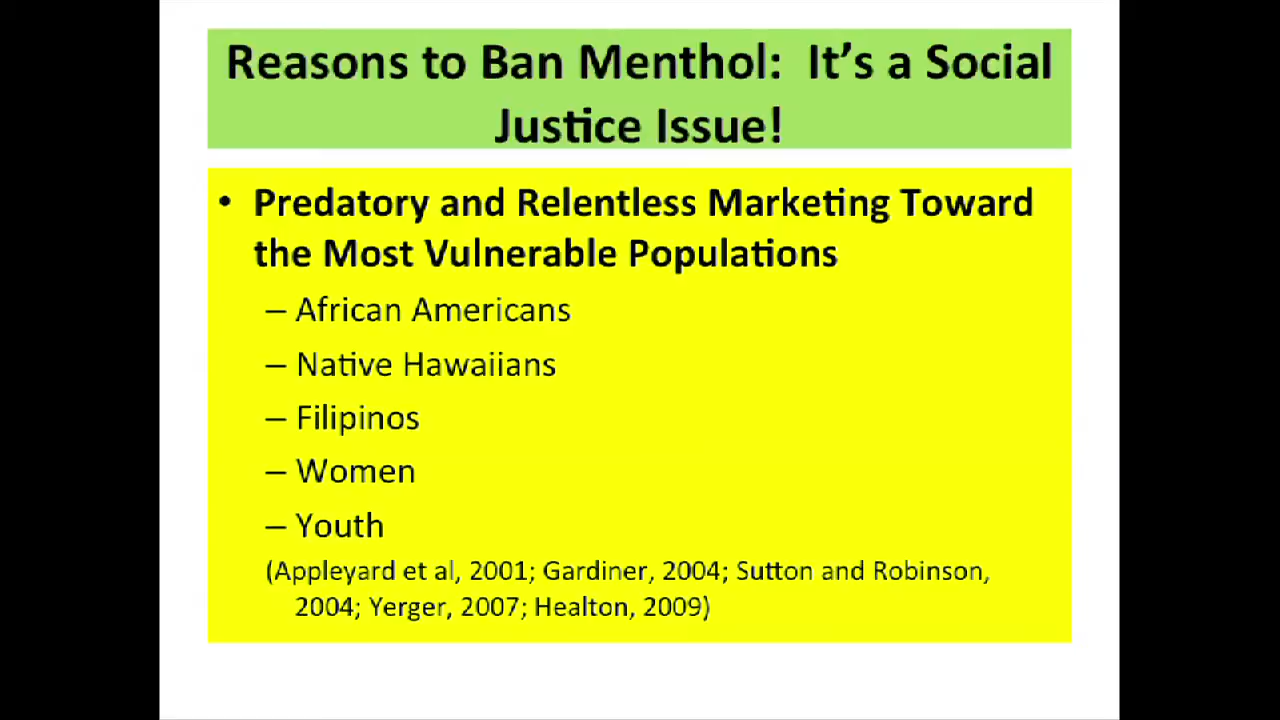 Reasons to Ban Menthol:  It’s a Social
Justice Issue!
• Predatory and Relentless Marketing Toward
the Most Vulnerable Populations
– African Americans
– Native Hawaiians
– Filipinos
– Women
– Youth
(Appleyard et al, 2001; Gardiner, 2004; Sutton and Robinson,
2004; Yerger, 2007; Healton, 2009)